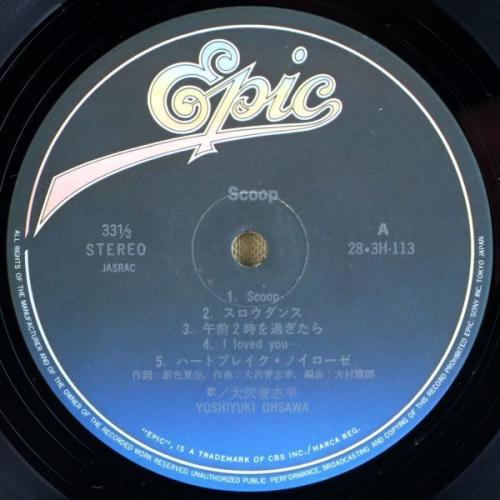 Epic
Scoop
33⅓
STEREO
JASRAC
A
28•3H-113
1. Scoop
2. スロウダンス
3. 午前2時を過ぎたら
4. I loved you…
5. ハートブレイク・ノイローゼ
作詞：銀色夏生, 作曲：大沢誉志幸, 編曲：大村雅朗
歌／大沢誉志幸
YOSHIYUKI OHSAWA
"EPIC", IS A TRADEMARK OF CBS INC./MARCA REG.
ALL RIGHTS OF THE MANUFACTURER AND OF THE OWNER OF THE RECORDED WORK RESERVED. UNAUTHORIZED PUBLIC PERFORMANCE, BROADCASTING AND COPYING OF THIS RECORD PROHIBITED EPIC・SONY INC. TOKYO JAPAN